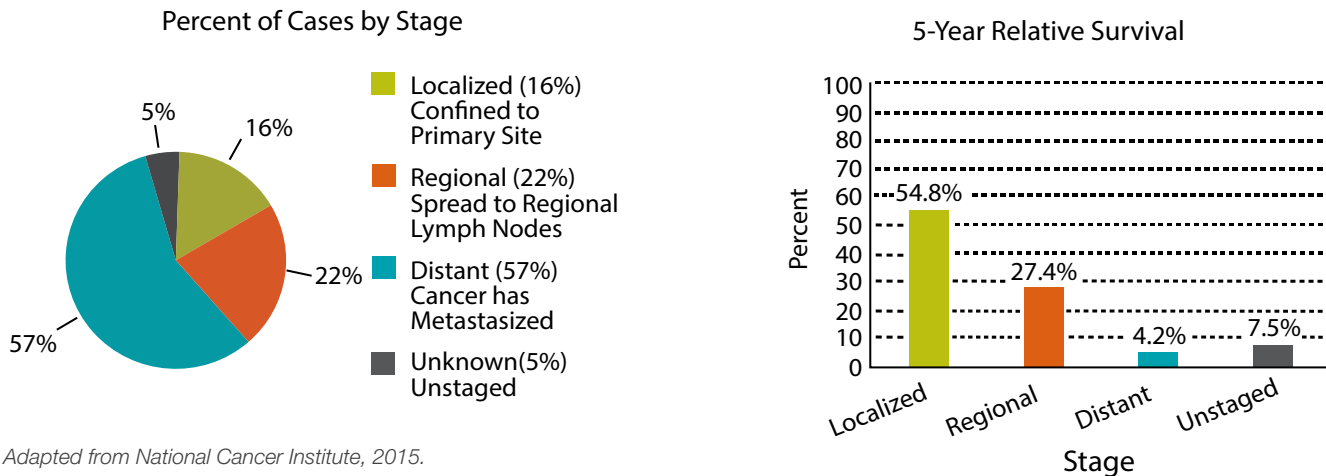 Percent of Cases by Stage
5%
16%
22%
57%
Localized (16%)
Confined to
Primary Site
Regional (22%)
Spread to Regional
Lymph Nodes
Distant (57%)
Cancer has
Metastasized
Unknown(5%)
Unstaged
Adapted from National Cancer Institute, 2015.
5-Year Relative Survival
Percent
100
90
80
70
60
50
40
30
20
10
0
54.8%
27.4%
4.2%
7.5%
Localized
Regional
Distant
Unstaged
Stage